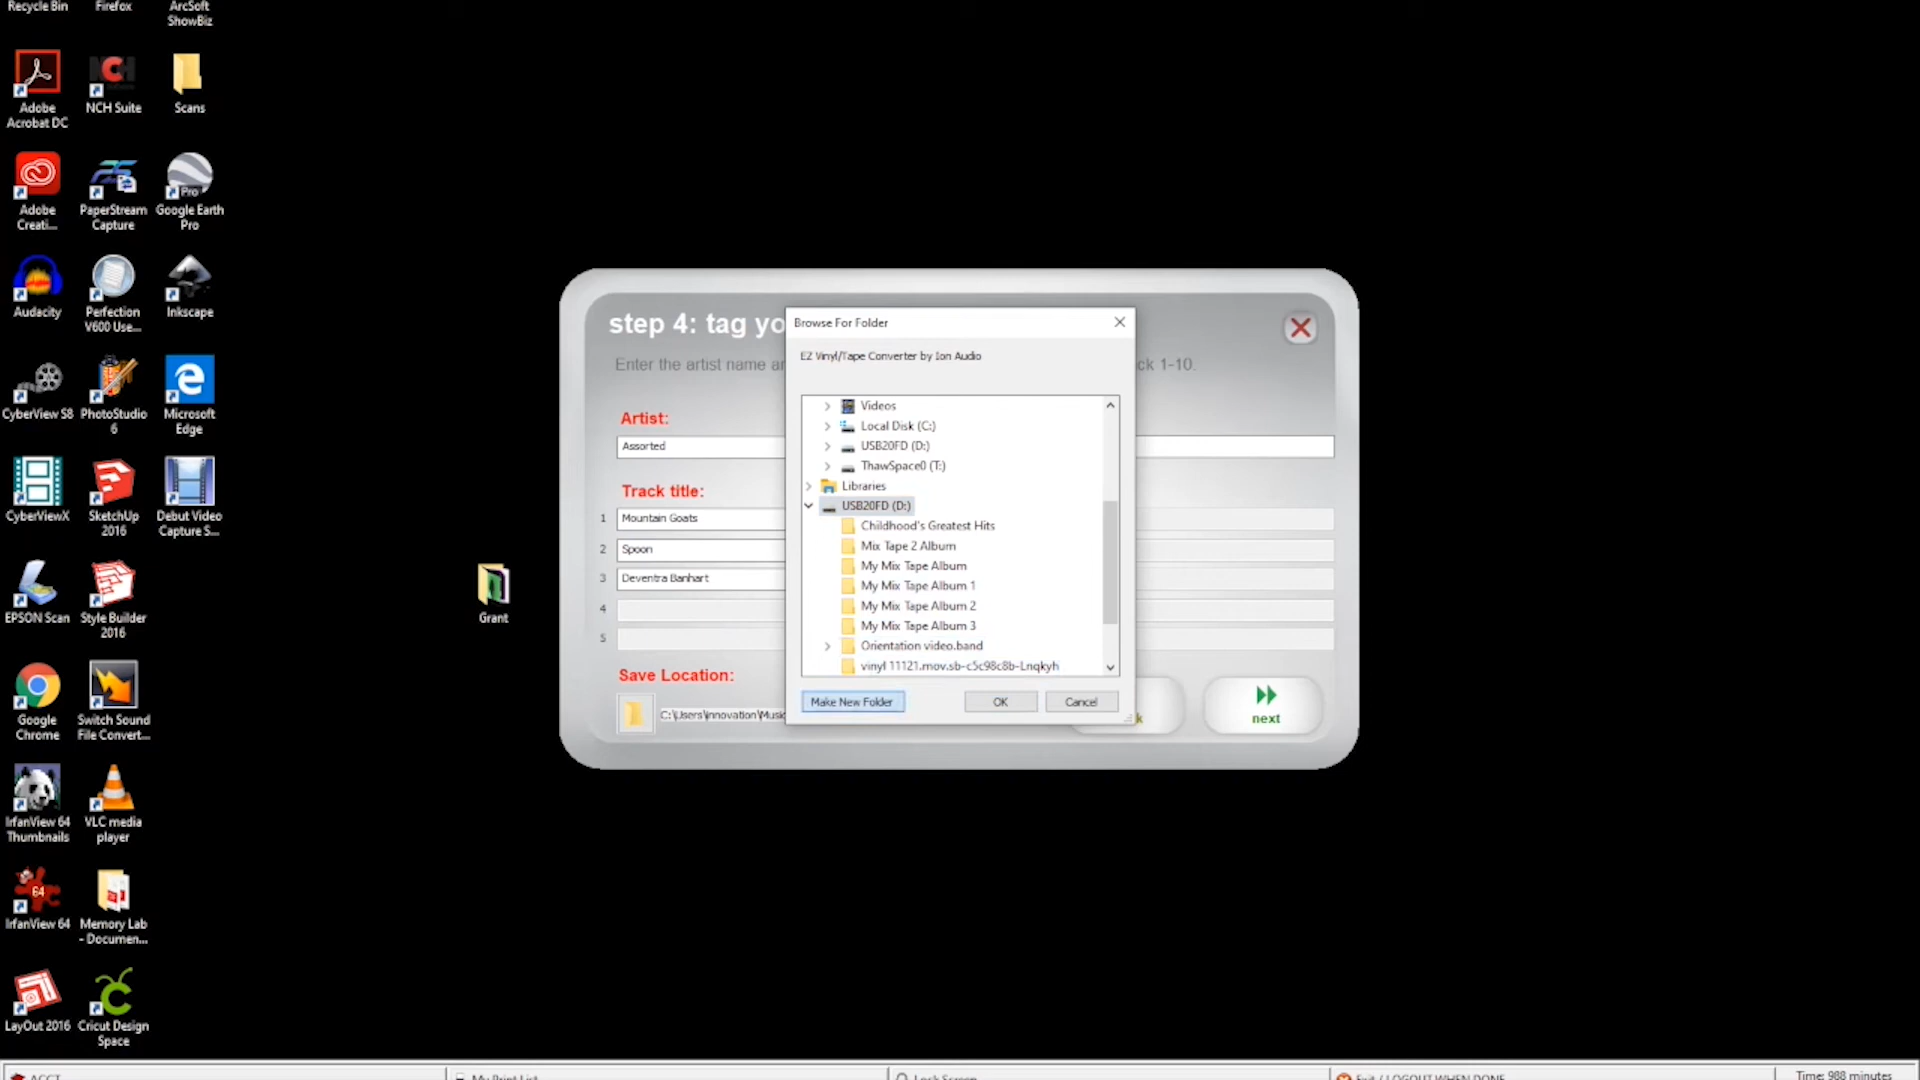 Recycle Bin
Firefox
ArcSoft
ShowBiz
Adobe
Acrobat DC
NCH Suite
Scans
Adobe
Creati...
PaperStream
Capture
Pro
Google Earth
Pro
Audacity
Perfection
V600 Use...
Inkscape
CyberView S8
PhotoStudio
6
Microsoft
Edge
CyberViewX
SketchUp
2016
Debut Video
Capture S...
EPSON Scan
Style Builder
2016
Google
Chrome
Switch Sound
File Convert...
IrfanView 64
Thumbnails
VLC media
player
64
IrfanView 64
Memory Lab
- Documen...
LayOut 2016
Cricut Design
Space
Grant
step 4: tag yo
Enter the artist name
ck 1-10.
Artist:
Assorted
Track title:
1 Mountain Goats
2 Spoon
3 Deventra Banhart
4
5
Save Location:
C:\Users\innovation\Music
k
next
Browse For Folder
EZ Vinyl/Tape Converter by Ion Audio
Videos
Local Disk (C:)
USB20FD (D:)
ThawSpace0 (T:)
Libraries
USB20FD (D:)
Childhood's Greatest Hits
Mix Tape 2 Album
My Mix Tape Album
My Mix Tape Album 1
My Mix Tape Album 2
My Mix Tape Album 3
Orientation video.band
vinyl 11121.mov.sb-c5c98c8b-Lnqkyh
Make New Folder
OK
Cancel
ACCT
My Print List
Lock Screen
Exit / LOGOUT WHEN DONE
Time: 988 minutes